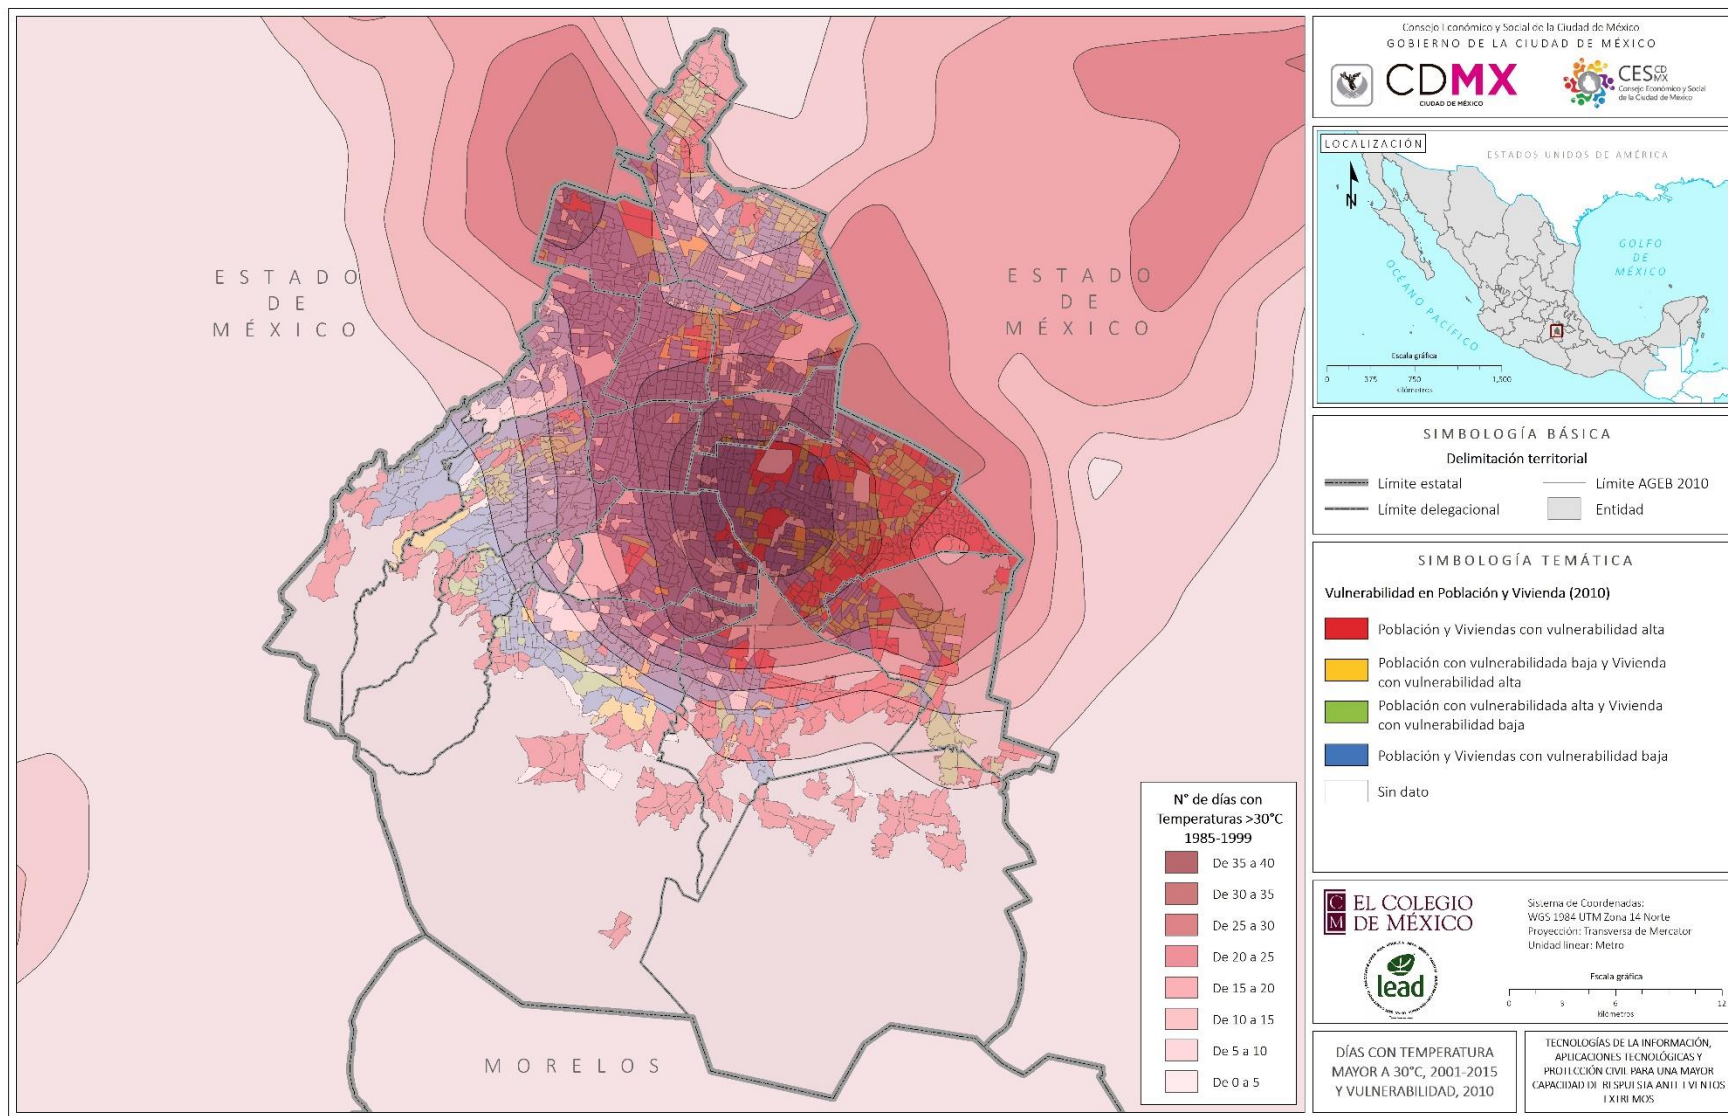 ESTADO
DE
MÉXICO
ESTADO
DE
MÉXICO
MORELOS
N° de días con
Temperaturas >30°C
1985-1999
De 35 a 40
De 30 a 35
De 25 a 30
De 20 a 25
De 15 a 20
De 10 a 15
De 5 a 10
De 0 a 5
Consejo Económico y Social de la Ciudad de México
GOBIERNO DE LA CIUDAD DE MÉXICO
CDMX
CIUDAD DE MÉXICO
CES CD
MX
Consejo Económico y Social
de la Ciudad de Mexico
LOCALIZACIÓN
ESTADOS UNIDOS DE AMÉRICA
N
GOLFO
DE
MÉXICO
OCÉANO PACÍFICO
Escala gráfica
0 375 750 1,500
Kilómetros
SIMBOLOGÍA BÁSICA
Delimitación territorial
Límite estatal
Límite AGEB 2010
Límite delegacional
Entidad
SIMBOLOGÍA TEMÁTICA
Vulnerabilidad en Población y Vivienda (2010)
Población y Viviendas con vulnerabilidad alta
Población con vulnerabilidada baja y Vivienda
con vulnerabilidad alta
Población con vulnerabilidada alta y Vivienda
con vulnerabilidad baja
Población y Viviendas con vulnerabilidad baja
Sin dato
C
M
EL COLEGIO
DE MÉXICO
lead
Sistema de Coordenadas:
WGS 1984 UTM Zona 14 Norte
Proyección: Transversa de Mercator
Unidad linear: Metro
Escala gráfica
0 6 12
kilómetros
DÍAS CON TEMPERATURA
MAYOR A 30°C, 2001-2015
Y VULNERABILIDAD, 2010
TECNOLOGÍAS DE LA INFORMACIÓN,
APLICACIONES TECNOLÓGICAS Y
PROTECCIÓN CIVIL PARA UNA MAYOR
CAPACIDAD DE RESPUESTA ANTE EVENTOS
EXTREMOS